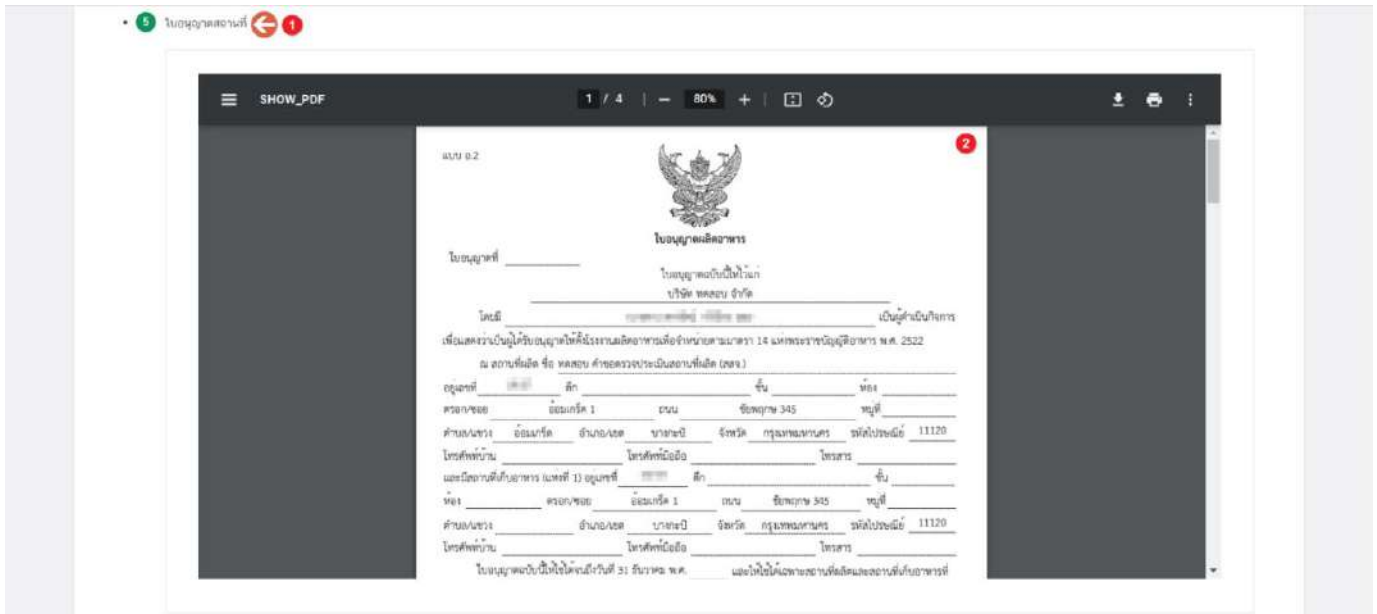 5 ใบอนุญาตสถานที่ 1
SHOW_PDF 1 / 4 80%
2
แบบ อ.2
ใบอนุญาตผลิตอาหาร
ใบอนุญาตที่
ใบอนุญาตฉบับนี้ให้ไว้แก่
บริษัท ทดสอบ จำกัด
โดยมี เป็นผู้ดำเนินกิจการ
เพื่อแสดงว่าเป็นผู้ได้รับอนุญาตให้ตั้งโรงงานผลิตอาหารเพื่อจำหน่ายตามมาตรา 14 แห่งพระราชบัญญัติอาหาร พ.ศ. 2522
ณ สถานที่ผลิต ชื่อ ทดสอบ คำขอตรวจประเมินสถานที่ผลิต (สสจ.)
อยู่เลขที่ ตึก ชั้น ห้อง
ตรอก/ซอย อ้อมเกร็ด 1 ถนน ชัยพฤกษ 345 หมู่ที่
ตำบล/แขวง อ้อมเกร็ด อำเภอ/เขต บางกะปิ จังหวัด กรุงเทพมหานคร รหัสไปรษณีย์ 11120
โทรศัพท์บ้าน โทรศัพท์มือถือ โทรสาร
และมีสถานที่เก็บอาหาร (แห่งที่ 1) อยู่เลขที่ ตึก ชั้น
ห้อง ตรอก/ซอย อ้อมเกร็ด 1 ถนน ชัยพฤกษ 345 หมู่ที่
ตำบล/แขวง อำเภอ/เขต บางกะปิ จังหวัด กรุงเทพมหานคร รหัสไปรษณีย์ 11120
โทรศัพท์บ้าน โทรศัพท์มือถือ โทรสาร
ใบอนุญาตฉบับนี้ให้ใช้ได้จนถึงวันที่ 31 ธันวาคม พ.ศ. และให้ใช้ได้เฉพาะสถานที่ผลิตและสถานที่เก็บอาหารที่